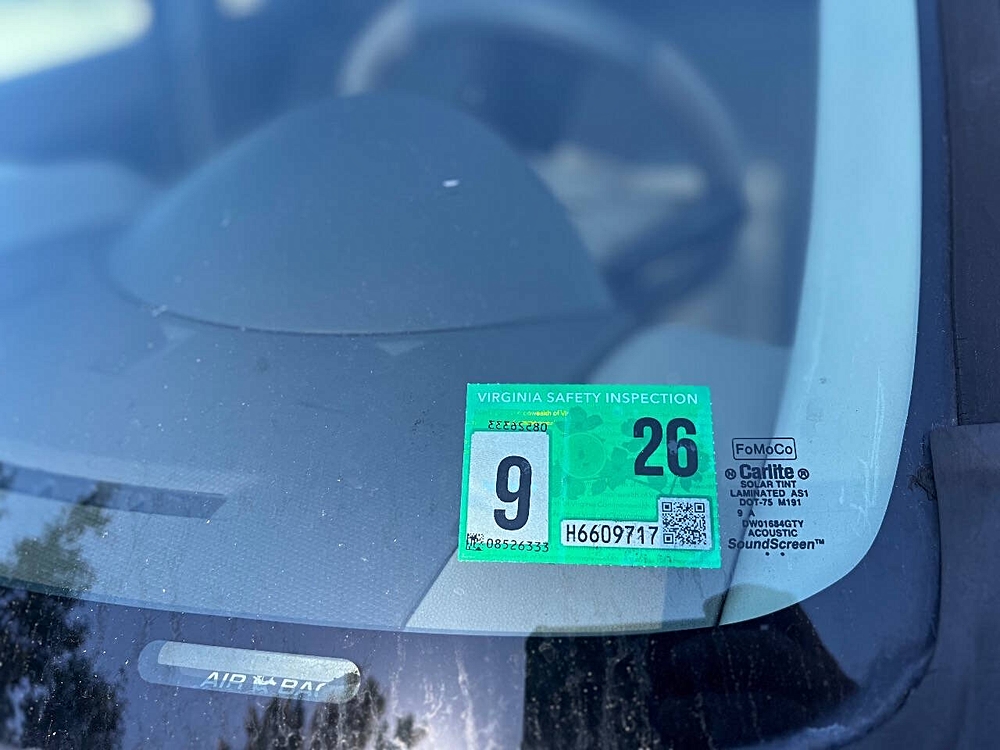 VIRGINIA SAFETY INSPECTION
26
9
H6609717
08526333
FoMoCo
Carlite ®
SOLAR TINT
LAMINATED AS1
DOT-75 M191
9 A
DW01684GTY
ACOUSTIC
SoundScreen™
AIR BAG